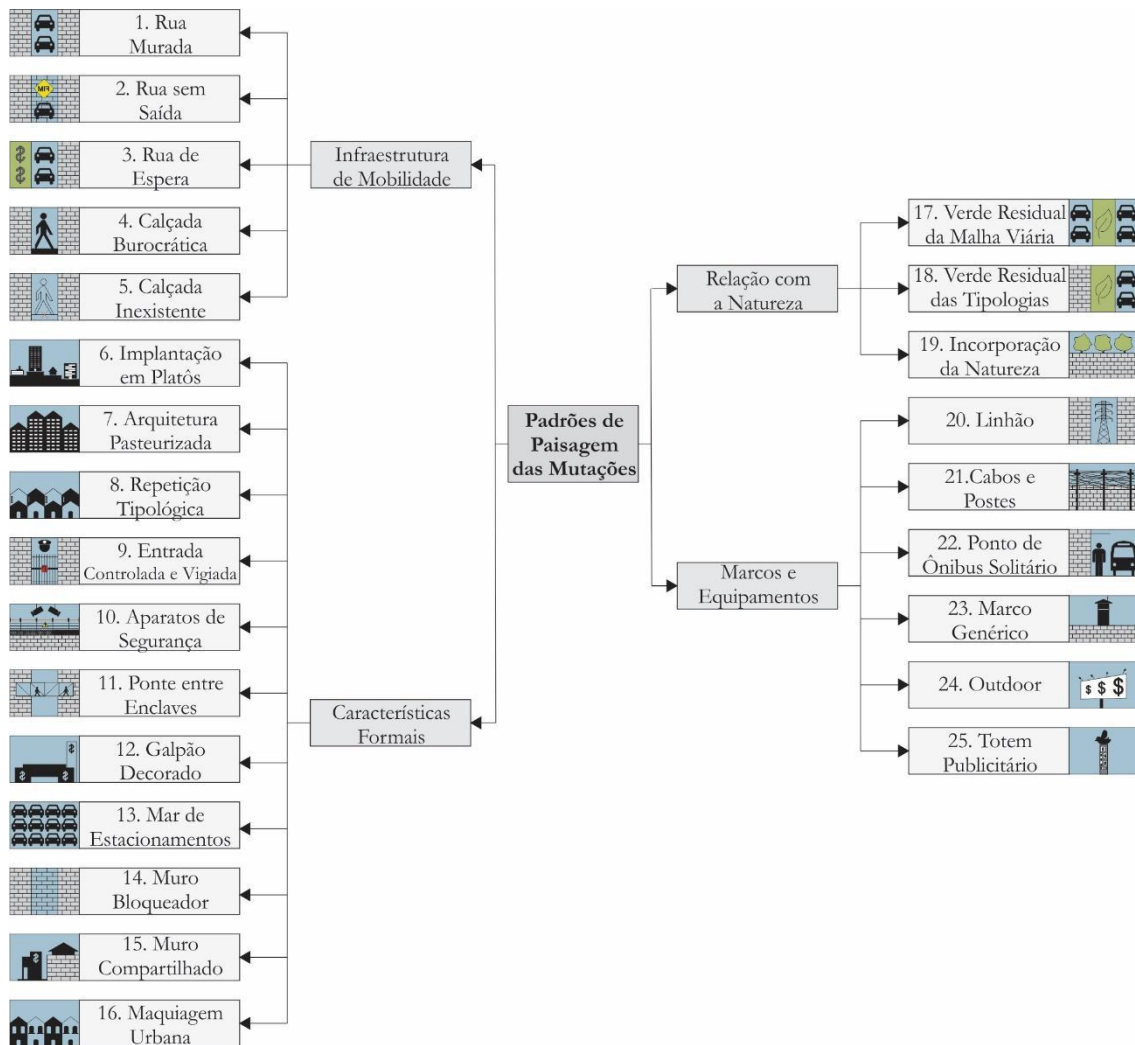 1. Rua
Murada
2. Rua sem
Saída
3. Rua de
Espera
4. Calçada
Burocrática
5. Calçada
Inexistente
6. Implantação
em Platôs
7. Arquitetura
Pasteurizada
8. Repetição
Tipológica
9. Entrada
Controlada e Vigiada
10. Aparatos de
Segurança
11. Ponte entre
Enclaves
12. Galpão
Decorado
13. Mar de
Estacionamentos
14. Muro
Bloqueador
15. Muro
Compartilhado
16. Maquiagem
Urbana
Infraestrutura
de Mobilidade
Características
Formais
Padrões de
Paisagem
das Mutações
Relação com
a Natureza
Marcos e
Equipamentos
17. Verde Residual
da Malha Viária
18. Verde Residual
das Tipologias
19. Incorporação
da Natureza
20. Linhão
21.Cabos e
Postes
22. Ponto de
Ônibus Solitário
23. Marco
Genérico
24. Outdoor
$ $ $
25. Totem
Publicitário